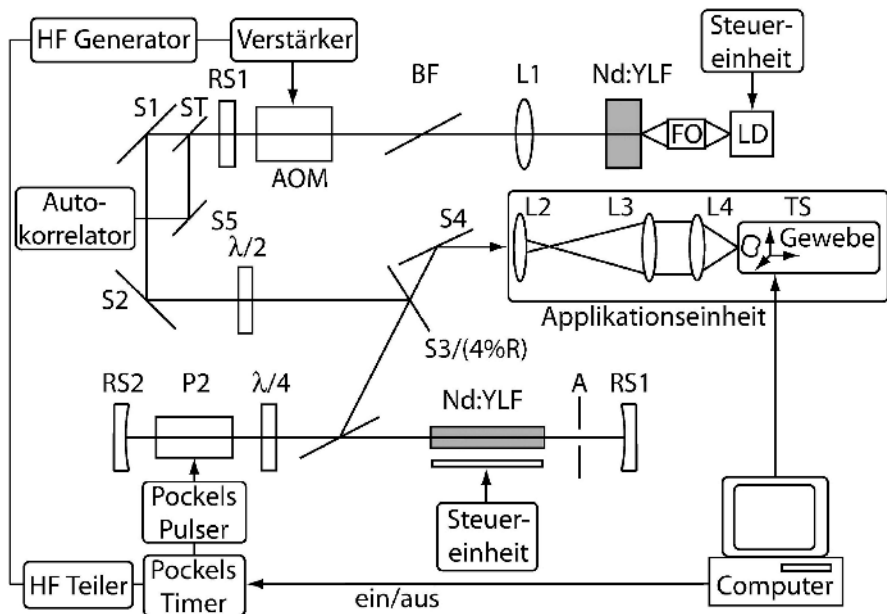 HF Generator
Verstärker
Steuer-
einheit
RS1
BF
L1
Nd:YLF
S1
ST
AOM
FO
LD
Auto-
korrelator
S5
λ/2
S4
L2
L3
L4
TS
Gewebe
S2
S3/(4%R)
Applikationseinheit
RS2
P2
λ/4
Nd:YLF
A
RS1
Pockels
Pulser
Steuer-
einheit
HF Teiler
Pockels
Timer
ein/aus
Computer